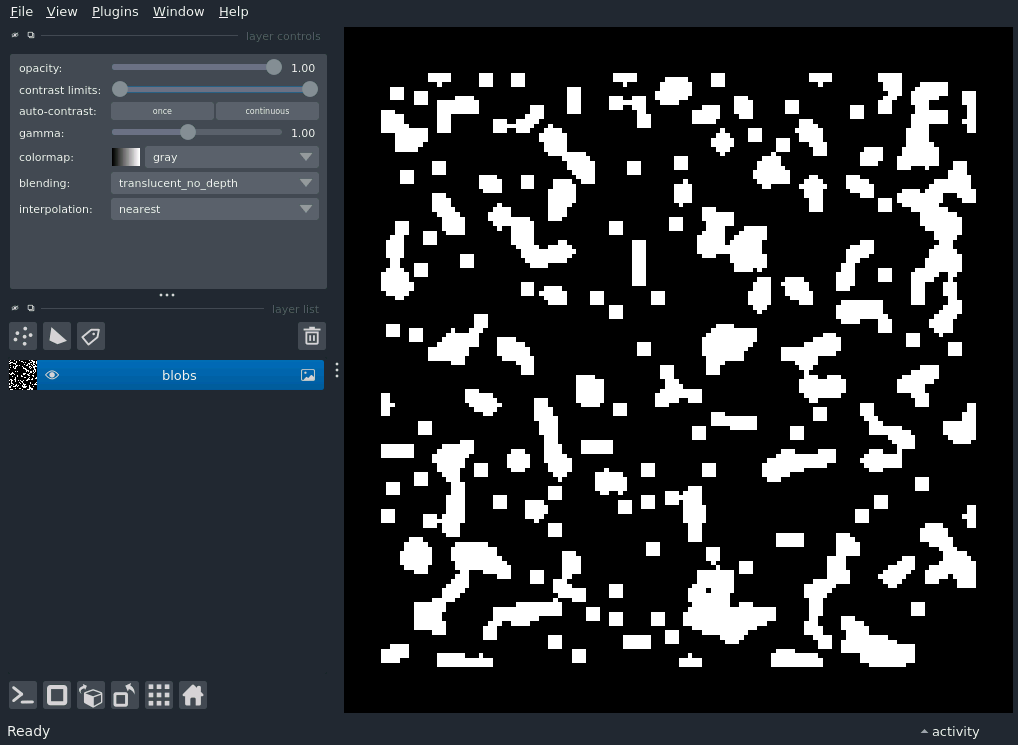 File View Plugins Window Help
layer controls
opacity: 1.00
contrast limits:
auto-contrast: once continuous
gamma: 1.00
colormap: gray
blending: translucent_no_depth
interpolation: nearest
layer list
blobs
Ready
activity